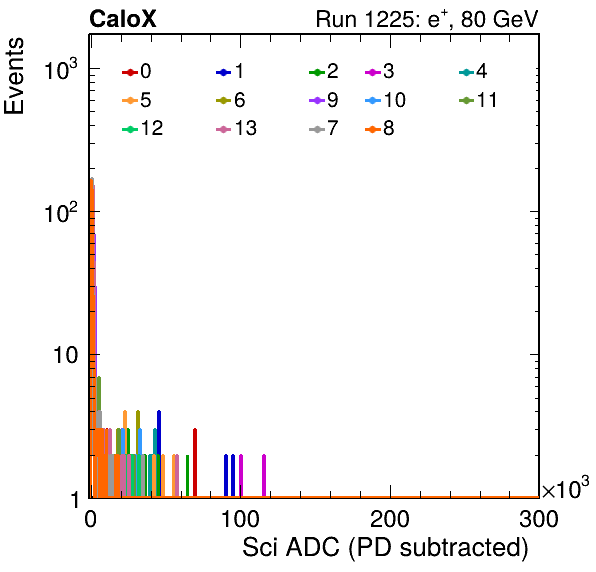 CaloX Run 1225: e⁺, 80 GeV
Events
10³
0 1 2 3 4
5 6 9 10 11
12 13 7 8
10²
10
1
0 100 200 300 ×10³
Sci ADC (PD subtracted)